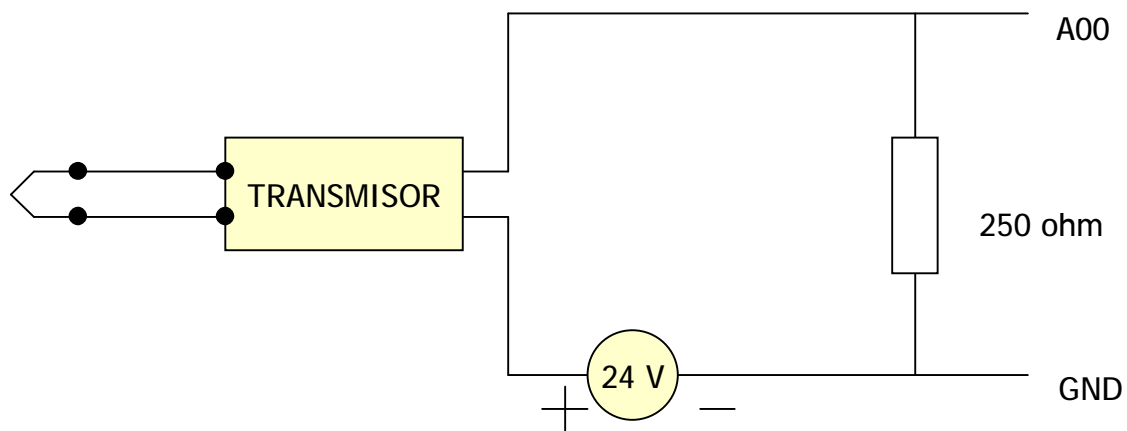 A00
TRANSMISOR
250 ohm
24 V
+ −
GND